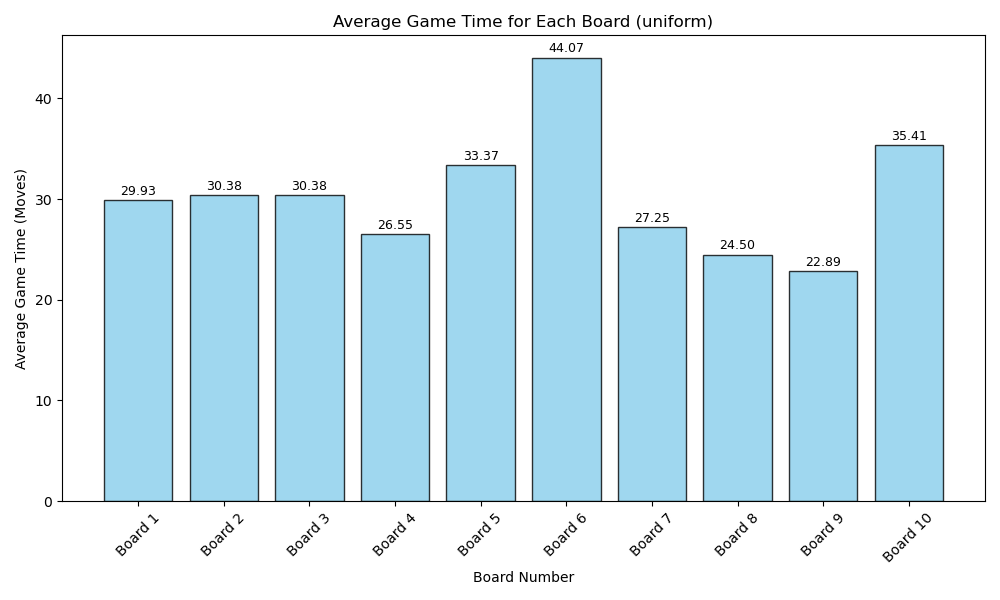 Average Game Time for Each Board (uniform)
Average Game Time (Moves)
40
30
20
10
0
29.93
30.38
30.38
26.55
33.37
44.07
27.25
24.50
22.89
35.41
Board 1
Board 2
Board 3
Board 4
Board 5
Board 6
Board 7
Board 8
Board 9
Board 10
Board Number